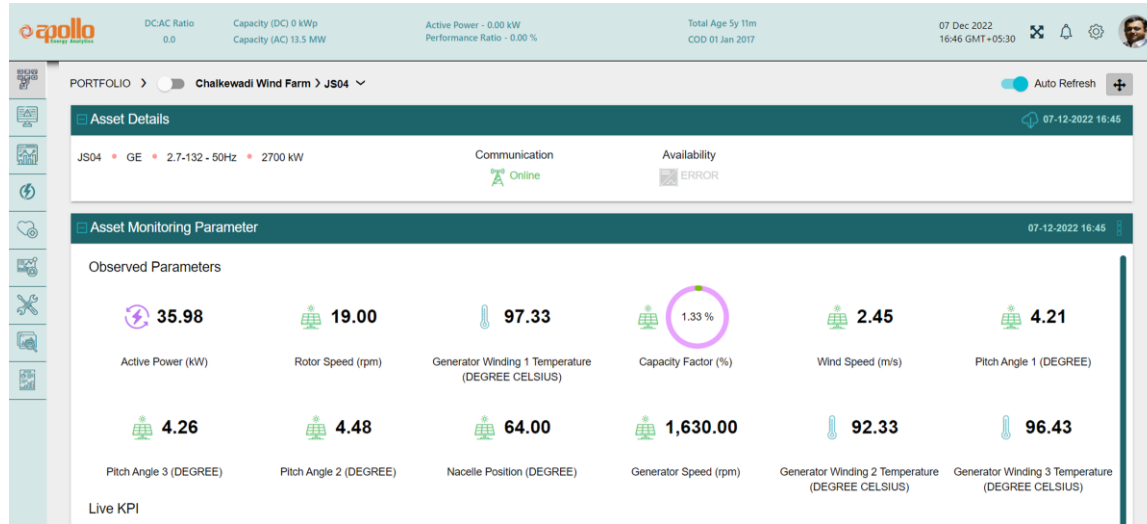 apollo
Energy Analytics
DC:AC Ratio
0.0
Capacity (DC) 0 kWp
Capacity (AC) 13.5 MW
Active Power - 0.00 kW
Performance Ratio - 0.00 %
Total Age 5y 11m
COD 01 Jan 2017
07 Dec 2022
16:46 GMT+05:30
PORTFOLIO > Chalkewadi Wind Farm > JS04
Auto Refresh
Asset Details
07-12-2022 16:45
JS04 • GE • 2.7-132 - 50Hz • 2700 kW
Communication
Online
Availability
ERROR
Asset Monitoring Parameter
07-12-2022 16:45
Observed Parameters
35.98
Active Power (kW)
19.00
Rotor Speed (rpm)
97.33
Generator Winding 1 Temperature
(DEGREE CELSIUS)
1.33 %
Capacity Factor (%)
2.45
Wind Speed (m/s)
4.21
Pitch Angle 1 (DEGREE)
4.26
Pitch Angle 3 (DEGREE)
4.48
Pitch Angle 2 (DEGREE)
64.00
Nacelle Position (DEGREE)
1,630.00
Generator Speed (rpm)
92.33
Generator Winding 2 Temperature
(DEGREE CELSIUS)
96.43
Generator Winding 3 Temperature
(DEGREE CELSIUS)
Live KPI